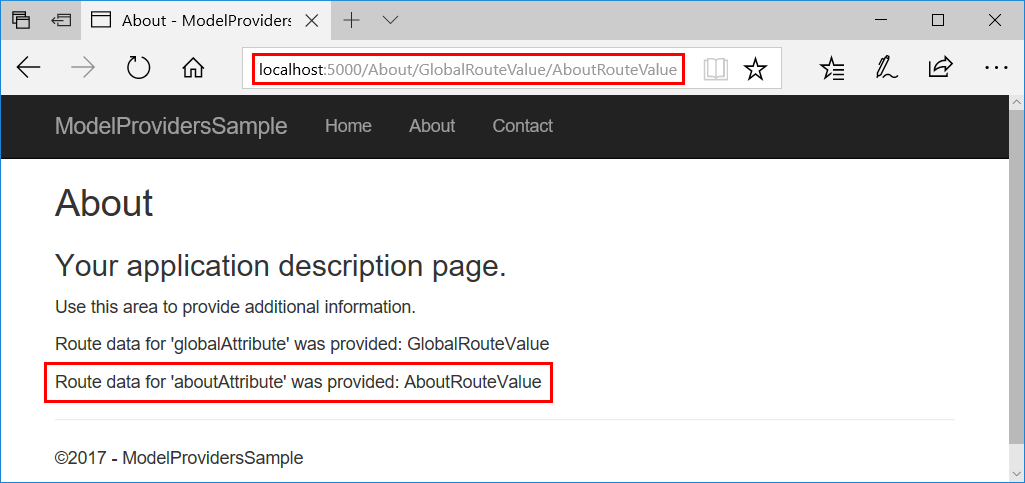 About - ModelProviders
localhost:5000/About/GlobalRouteValue/AboutRouteValue
ModelProvidersSample Home About Contact
About
Your application description page.
Use this area to provide additional information.
Route data for 'globalAttribute' was provided: GlobalRouteValue
Route data for 'aboutAttribute' was provided: AboutRouteValue
©2017 - ModelProvidersSample